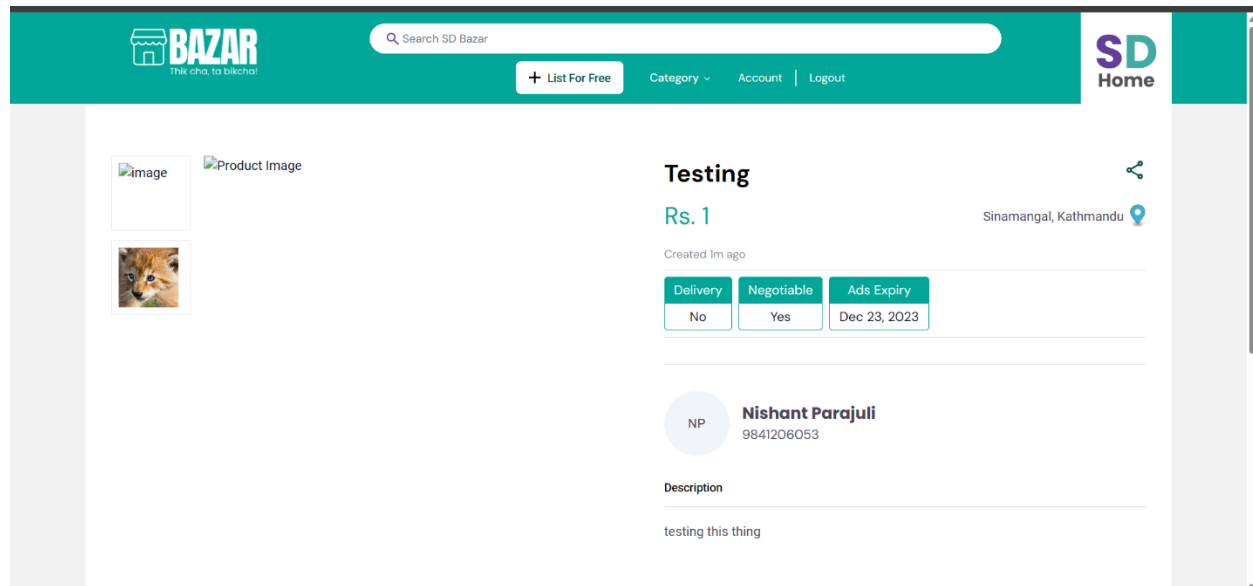 BAZAR
Thik cha, ta bikcha!
Search SD Bazar
+ List For Free
Category
Account | Logout
SD
Home
image
Product Image
Testing
Rs. 1
Sinamangal, Kathmandu
Created 1m ago
Delivery Negotiable Ads Expiry
No Yes Dec 23, 2023
NP
Nishant Parajuli
9841206053
Description
testing this thing